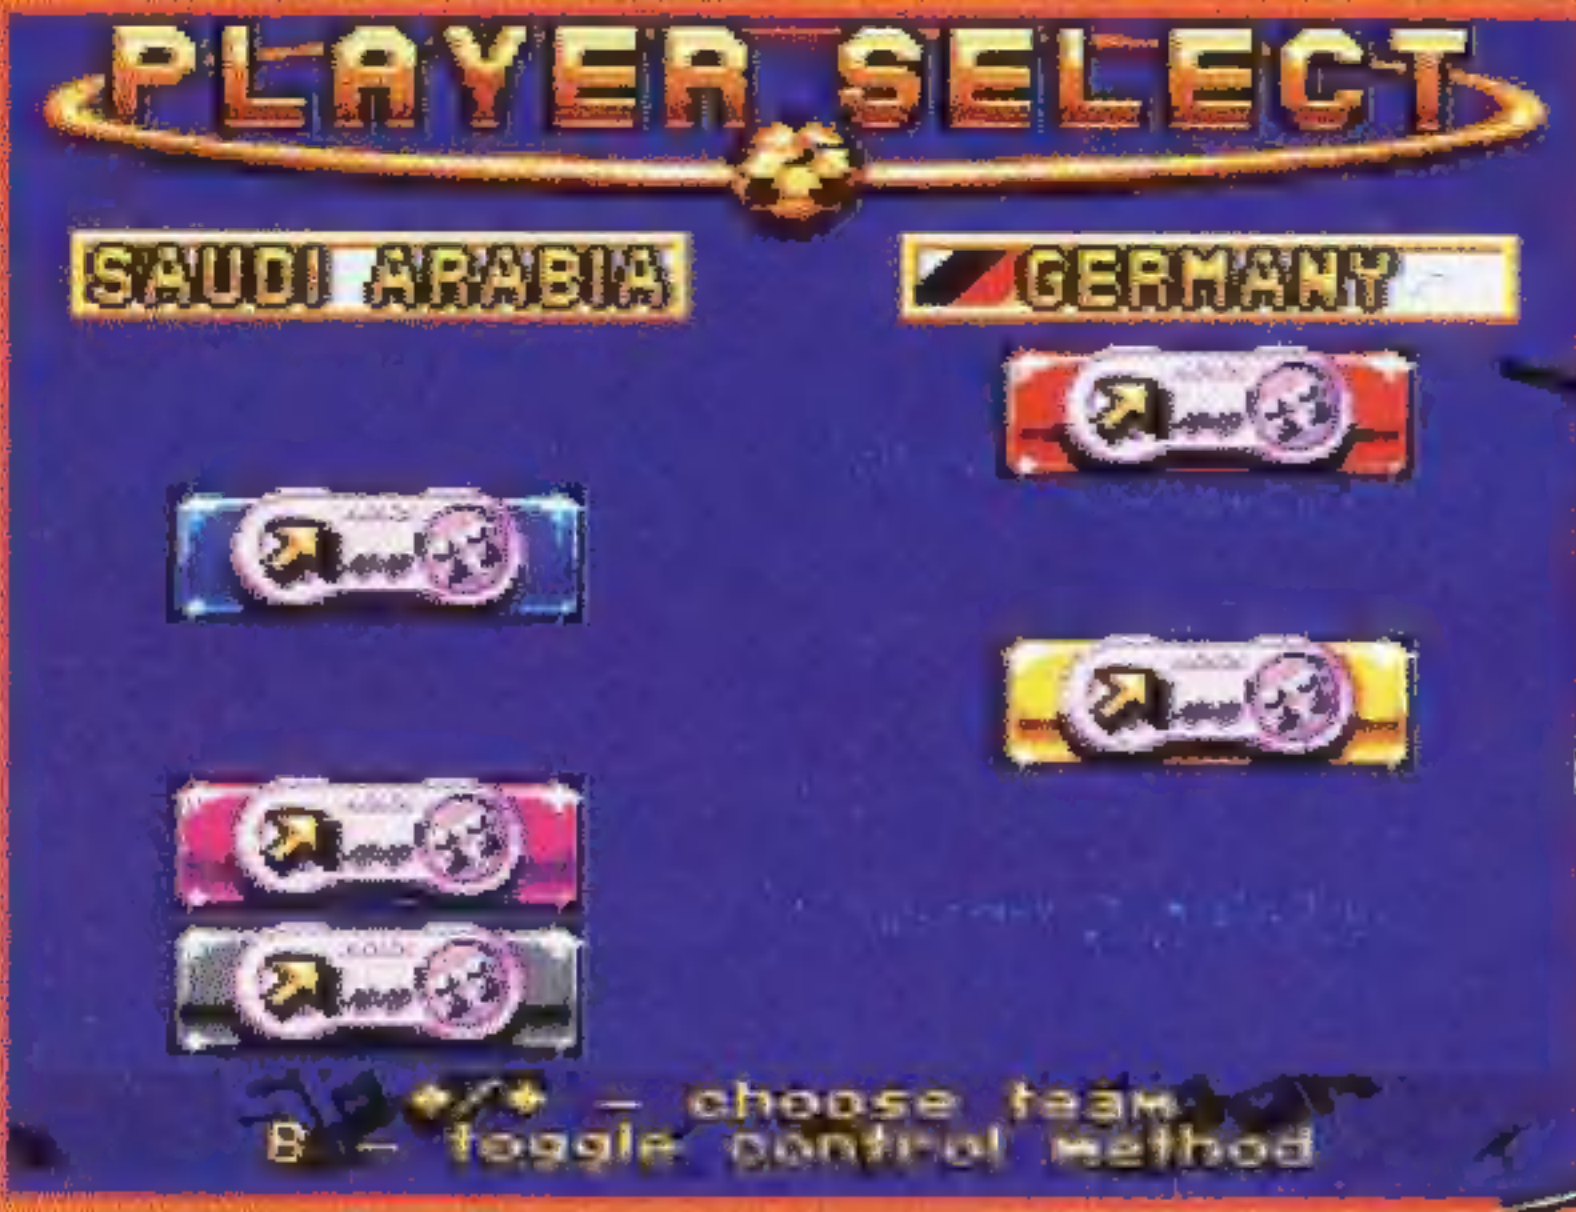 PLAYER SELECT
SAUDI ARABIA
GERMANY
/ - choose team
B - toggle control method